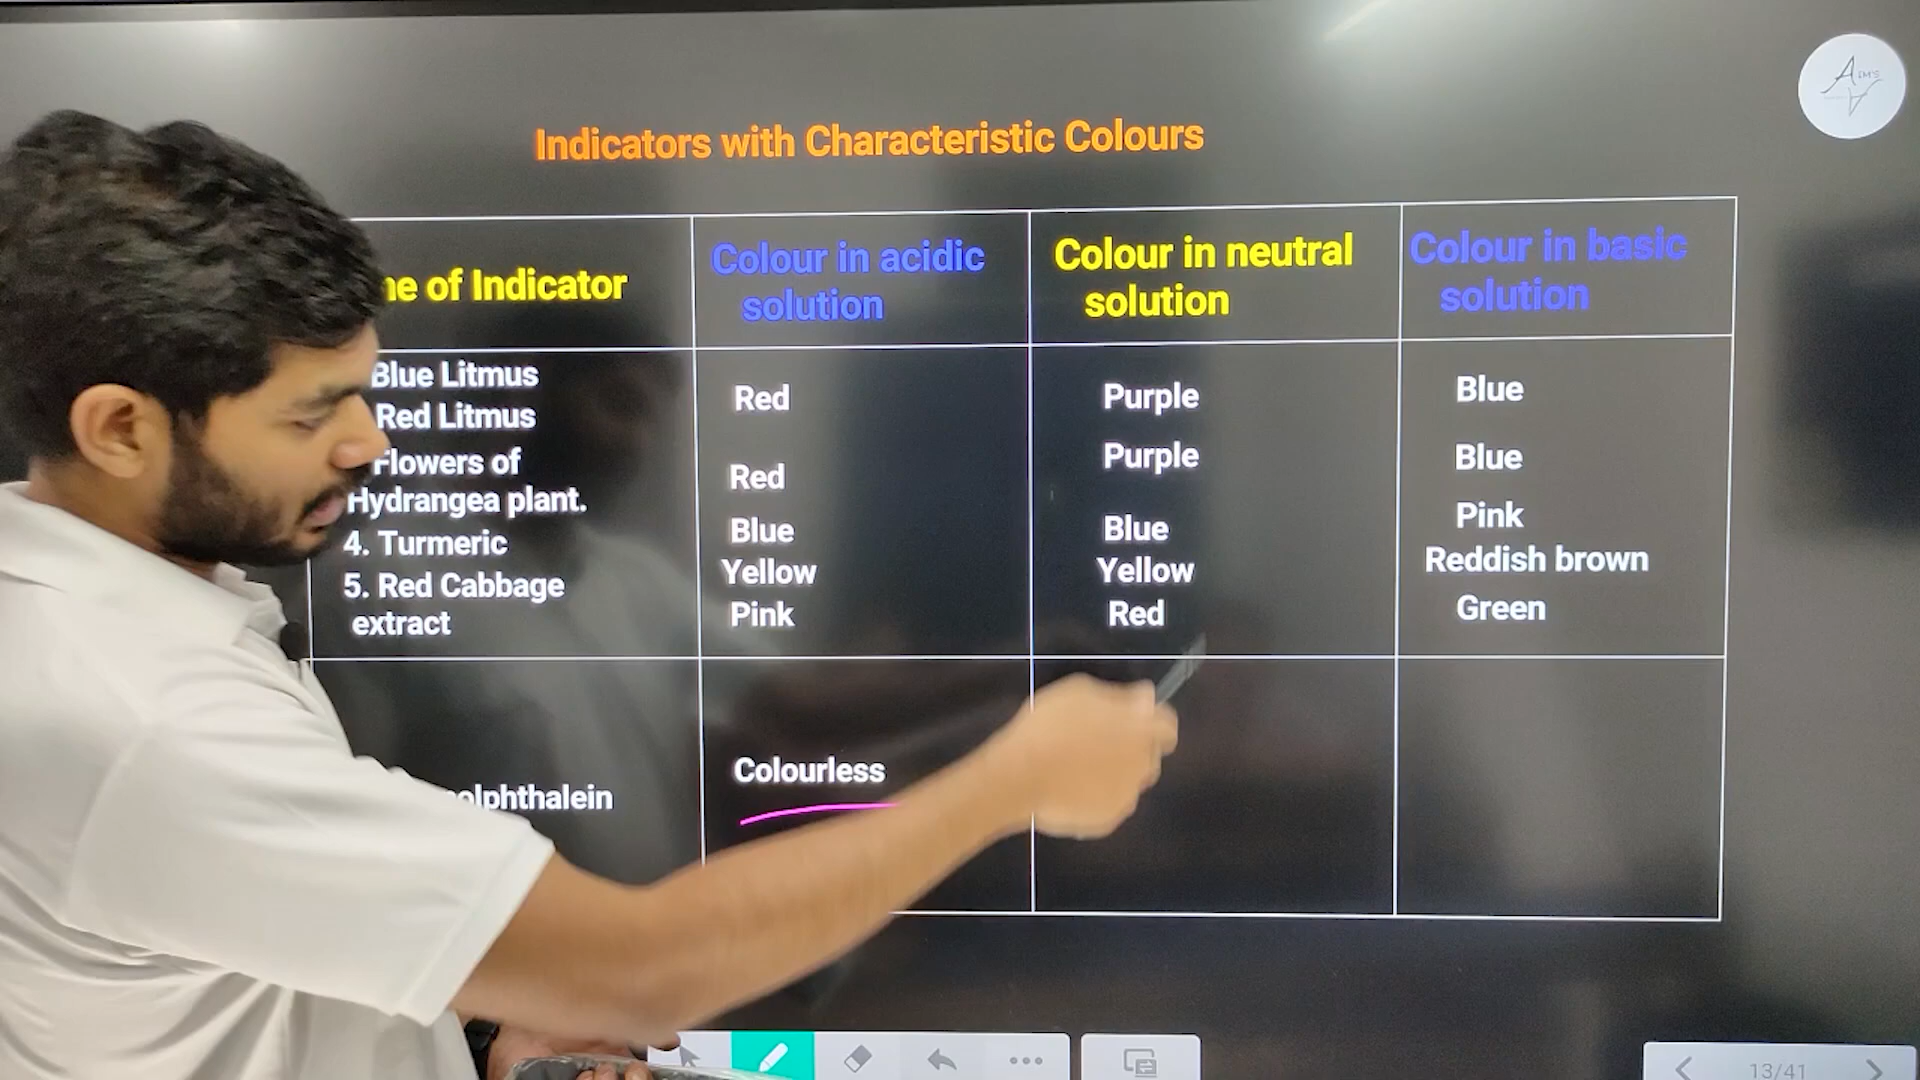 Indicators with Characteristic Colours
ne of Indicator
Colour in acidic
solution
Colour in neutral
solution
Colour in basic
solution
Blue Litmus
Red Litmus
Flowers of
Hydrangea plant.
4. Turmeric
5. Red Cabbage
extract
Red
Red
Blue
Yellow
Pink
Purple
Purple
Blue
Yellow
Red
Blue
Blue
Pink
Reddish brown
Green
olphthalein
Colourless
13/41